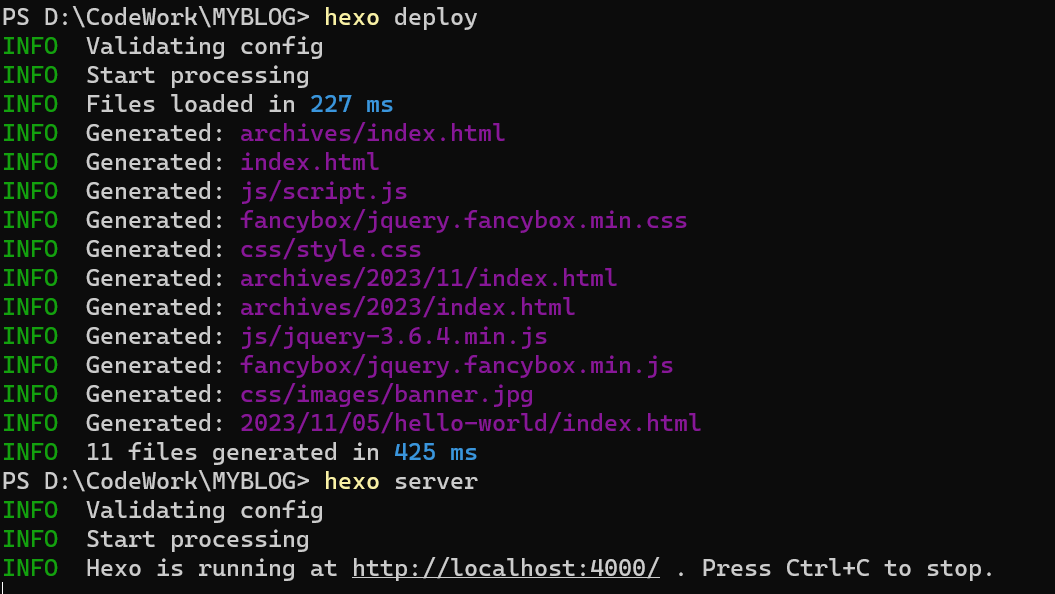 PS D:\CodeWork\MYBLOG> hexo deploy
INFO  Validating config
INFO  Start processing
INFO  Files loaded in 227 ms
INFO  Generated: archives/index.html
INFO  Generated: index.html
INFO  Generated: js/script.js
INFO  Generated: fancybox/jquery.fancybox.min.css
INFO  Generated: css/style.css
INFO  Generated: archives/2023/11/index.html
INFO  Generated: archives/2023/index.html
INFO  Generated: js/jquery-3.6.4.min.js
INFO  Generated: fancybox/jquery.fancybox.min.js
INFO  Generated: css/images/banner.jpg
INFO  Generated: 2023/11/05/hello-world/index.html
INFO  11 files generated in 425 ms
PS D:\CodeWork\MYBLOG> hexo server
INFO  Validating config
INFO  Start processing
INFO  Hexo is running at http://localhost:4000/ . Press Ctrl+C to stop.